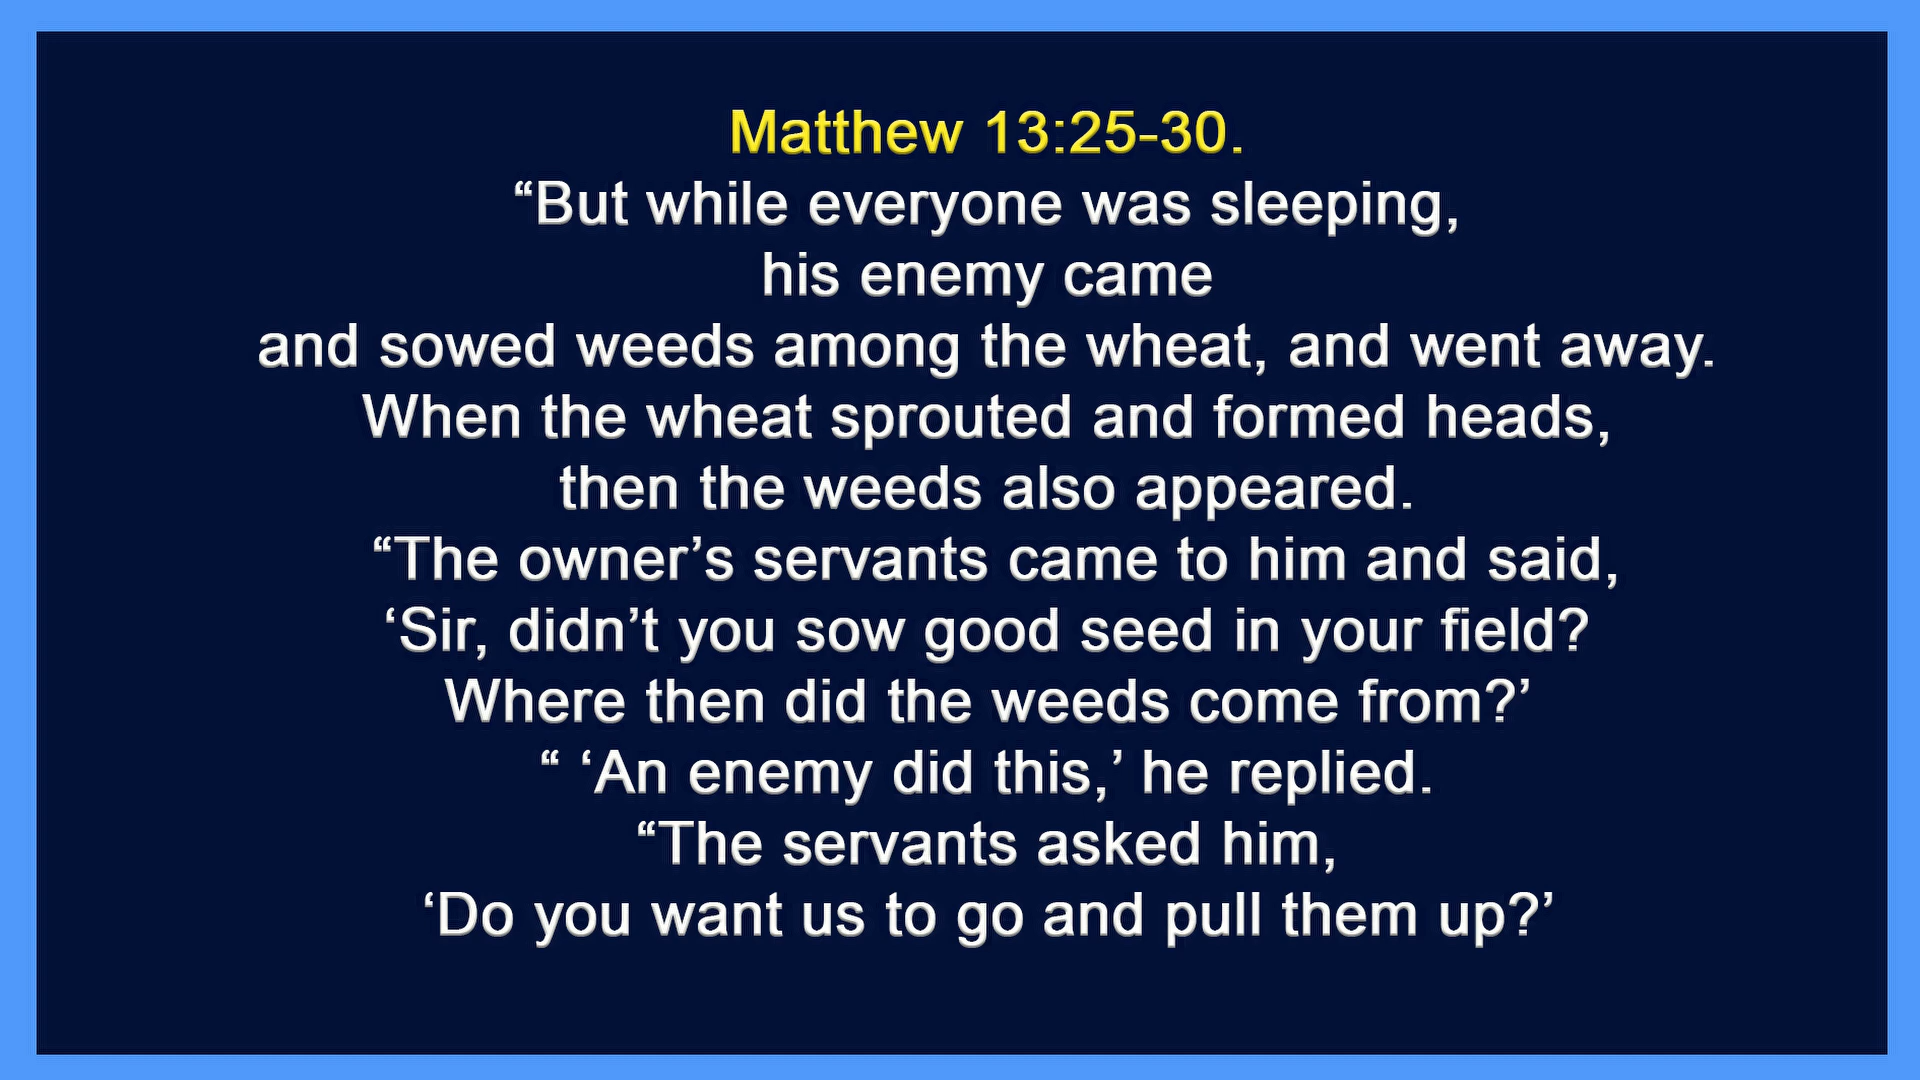 Matthew 13:25-30.
“But while everyone was sleeping,
his enemy came
and sowed weeds among the wheat, and went away.
When the wheat sprouted and formed heads,
then the weeds also appeared.
“The owner’s servants came to him and said,
‘Sir, didn’t you sow good seed in your field?
Where then did the weeds come from?’
“ ‘An enemy did this,’ he replied.
“The servants asked him,
‘Do you want us to go and pull them up?’